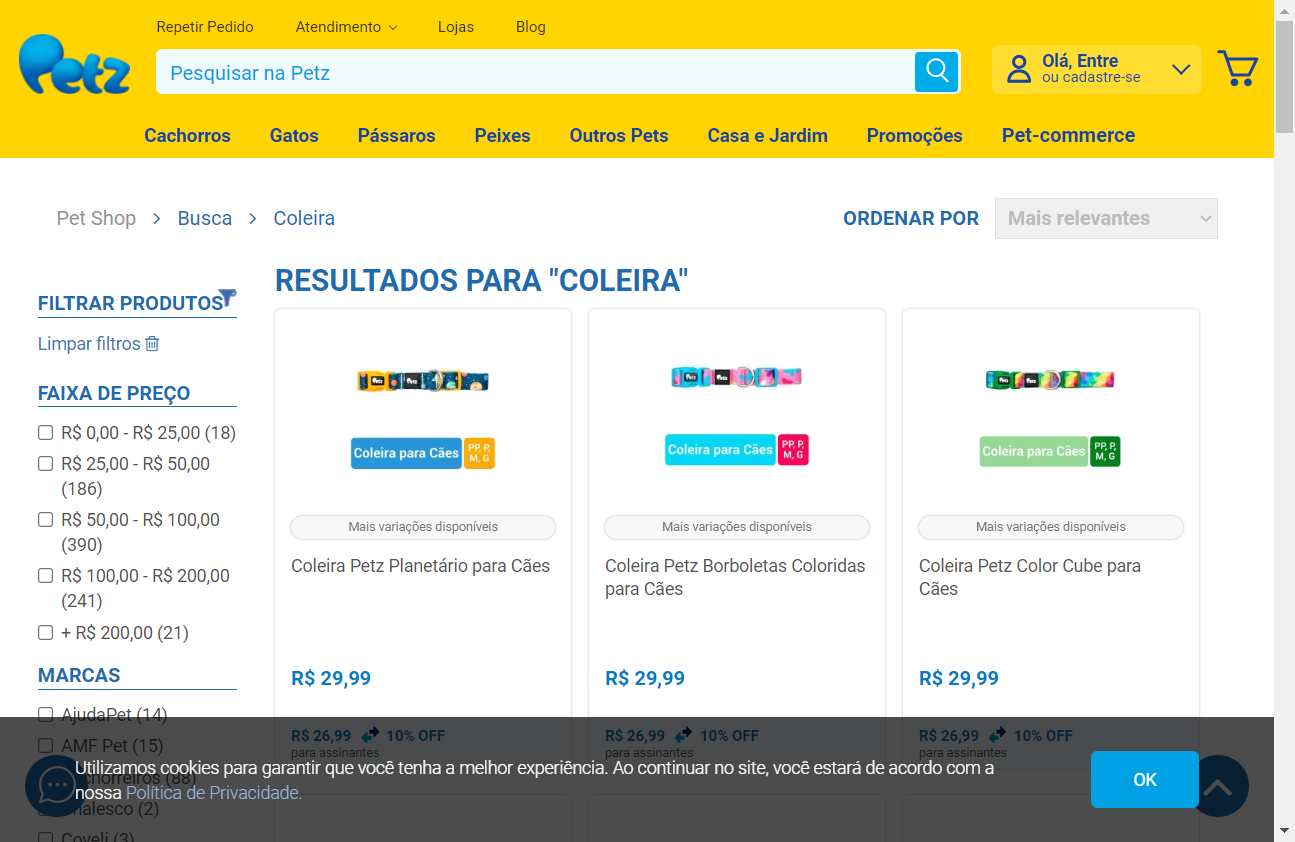 Repetir Pedido
Atendimento
Lojas
Blog
Petz
Pesquisar na Petz
Olá, Entre
ou cadastre-se
Cachorros
Gatos
Pássaros
Peixes
Outros Pets
Casa e Jardim
Promoções
Pet-commerce
Pet Shop
Busca
Coleira
ORDENAR POR
Mais relevantes
FILTRAR PRODUTOS
Limpar filtros
FAIXA DE PREÇO
R$ 0,00 - R$ 25,00 (18)
R$ 25,00 - R$ 50,00
(186)
R$ 50,00 - R$ 100,00
(390)
R$ 100,00 - R$ 200,00
(241)
+ R$ 200,00 (21)
MARCAS
AjudaPet (14)
AMF Pet (15)
(88)
(2)
Coveli (3)
RESULTADOS PARA "COLEIRA"
Coleira para Cães
PP, P,
M, G
Mais variações disponíveis
Coleira Petz Planetário para Cães
R$ 29,99
R$ 26,99
10% OFF
para assinantes
Coleira para Cães
PP, P,
M, G
Mais variações disponíveis
Coleira Petz Borboletas Coloridas
para Cães
R$ 29,99
R$ 26,99
10% OFF
para assinantes
Coleira para Cães
PP, P,
M, G
Mais variações disponíveis
Coleira Petz Color Cube para
Cães
R$ 29,99
R$ 26,99
10% OFF
para assinantes
Utilizamos cookies para garantir que você tenha a melhor experiência. Ao continuar no site, você estará de acordo com a
nossa Política de Privacidade.
OK